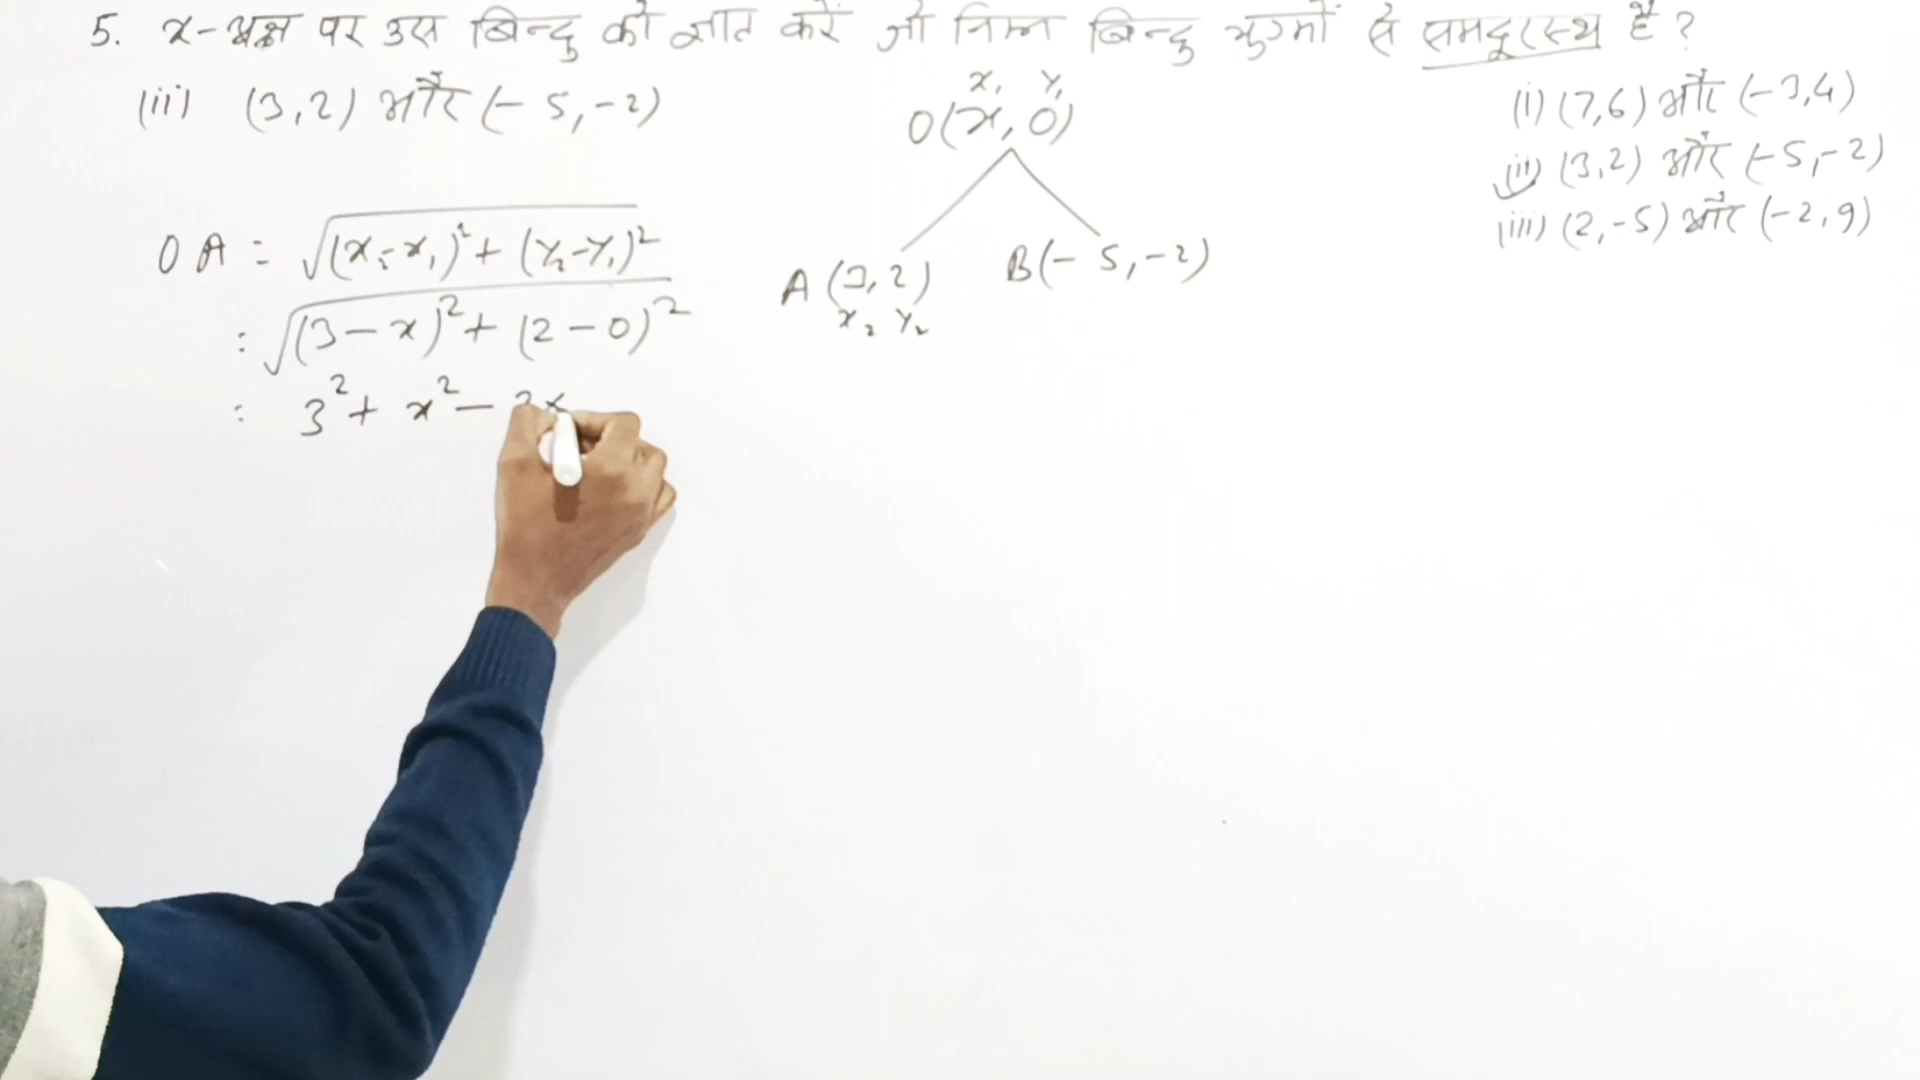 5. x-अक्ष पर उस बिन्दु को ज्ञात करें जो निम्न बिन्दु युग्मों से समदूरस्थ है ?
(ii) (3,2) और (- 5, -2)
x₁ y₁
O(x, 0)
A (3, 2) B(- 5, -2)
x₂ y₂
OA = √(x₂-x₁)² + (y₂-y₁)²
= √(3-x)² + (2-0)²
= 3² + x² - 2x
(i) (7,6) और (-3,4)
(ii) (3,2) और (-5,-2)
(iii) (2,-5) और (-2,9)